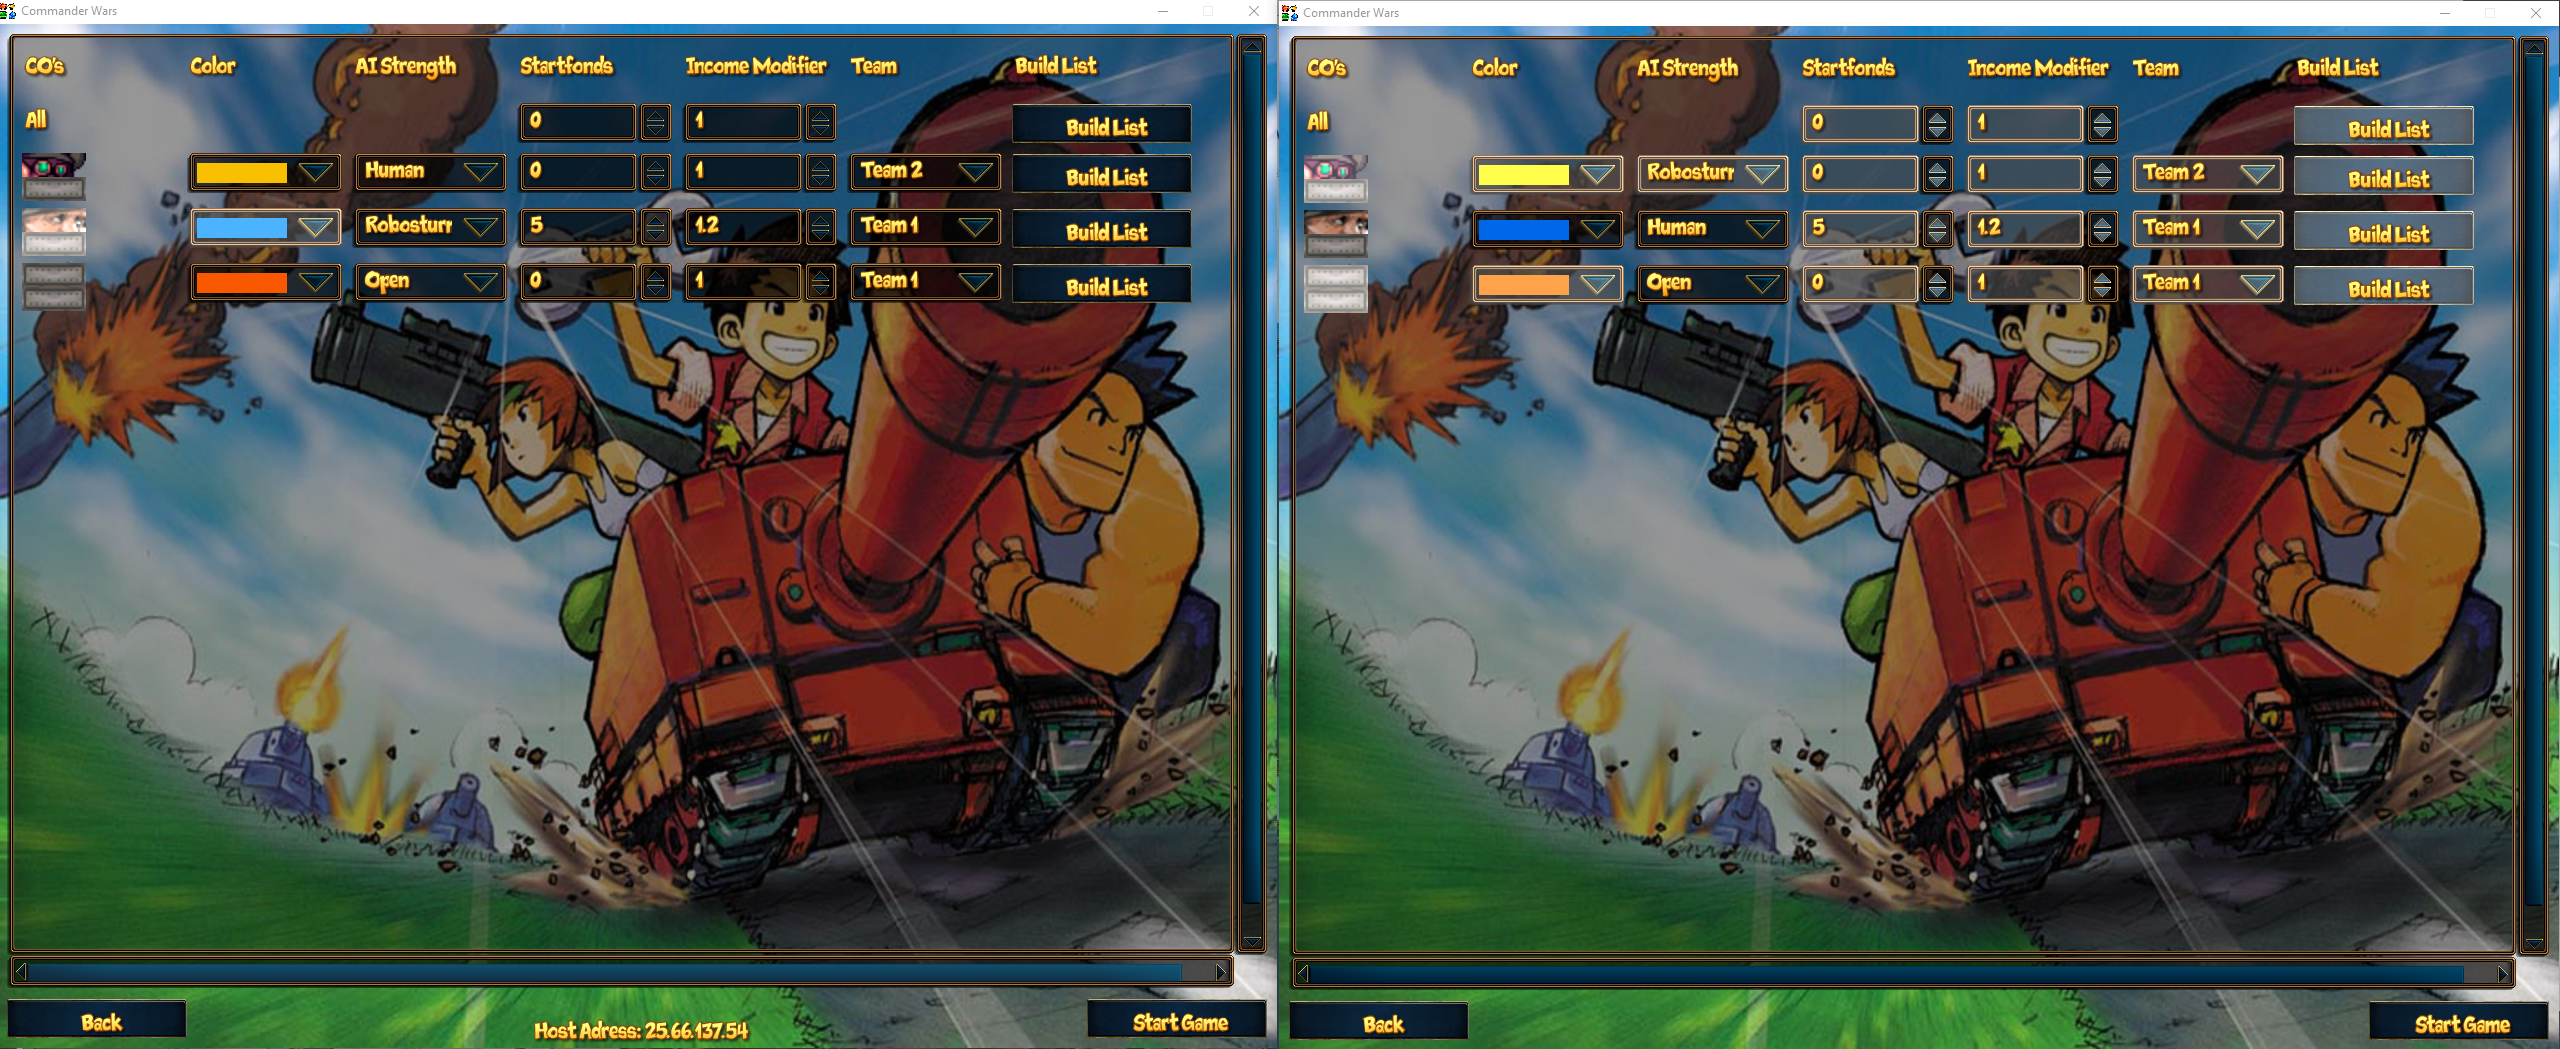 Commander Wars
CO's Color AI Strength Startfonds Income Modifier Team Build List
All 0 1 Build List
Human 0 1 Team 2 Build List
Robosturr 5 1.2 Team 1 Build List
Open 0 1 Team 1 Build List
Back Host Adress: 25.66.137.54 Start Game
Commander Wars
CO's Color AI Strength Startfonds Income Modifier Team Build List
All 0 1 Build List
Robosturr 0 1 Team 2 Build List
Human 5 1.2 Team 1 Build List
Open 0 1 Team 1 Build List
Back Start Game